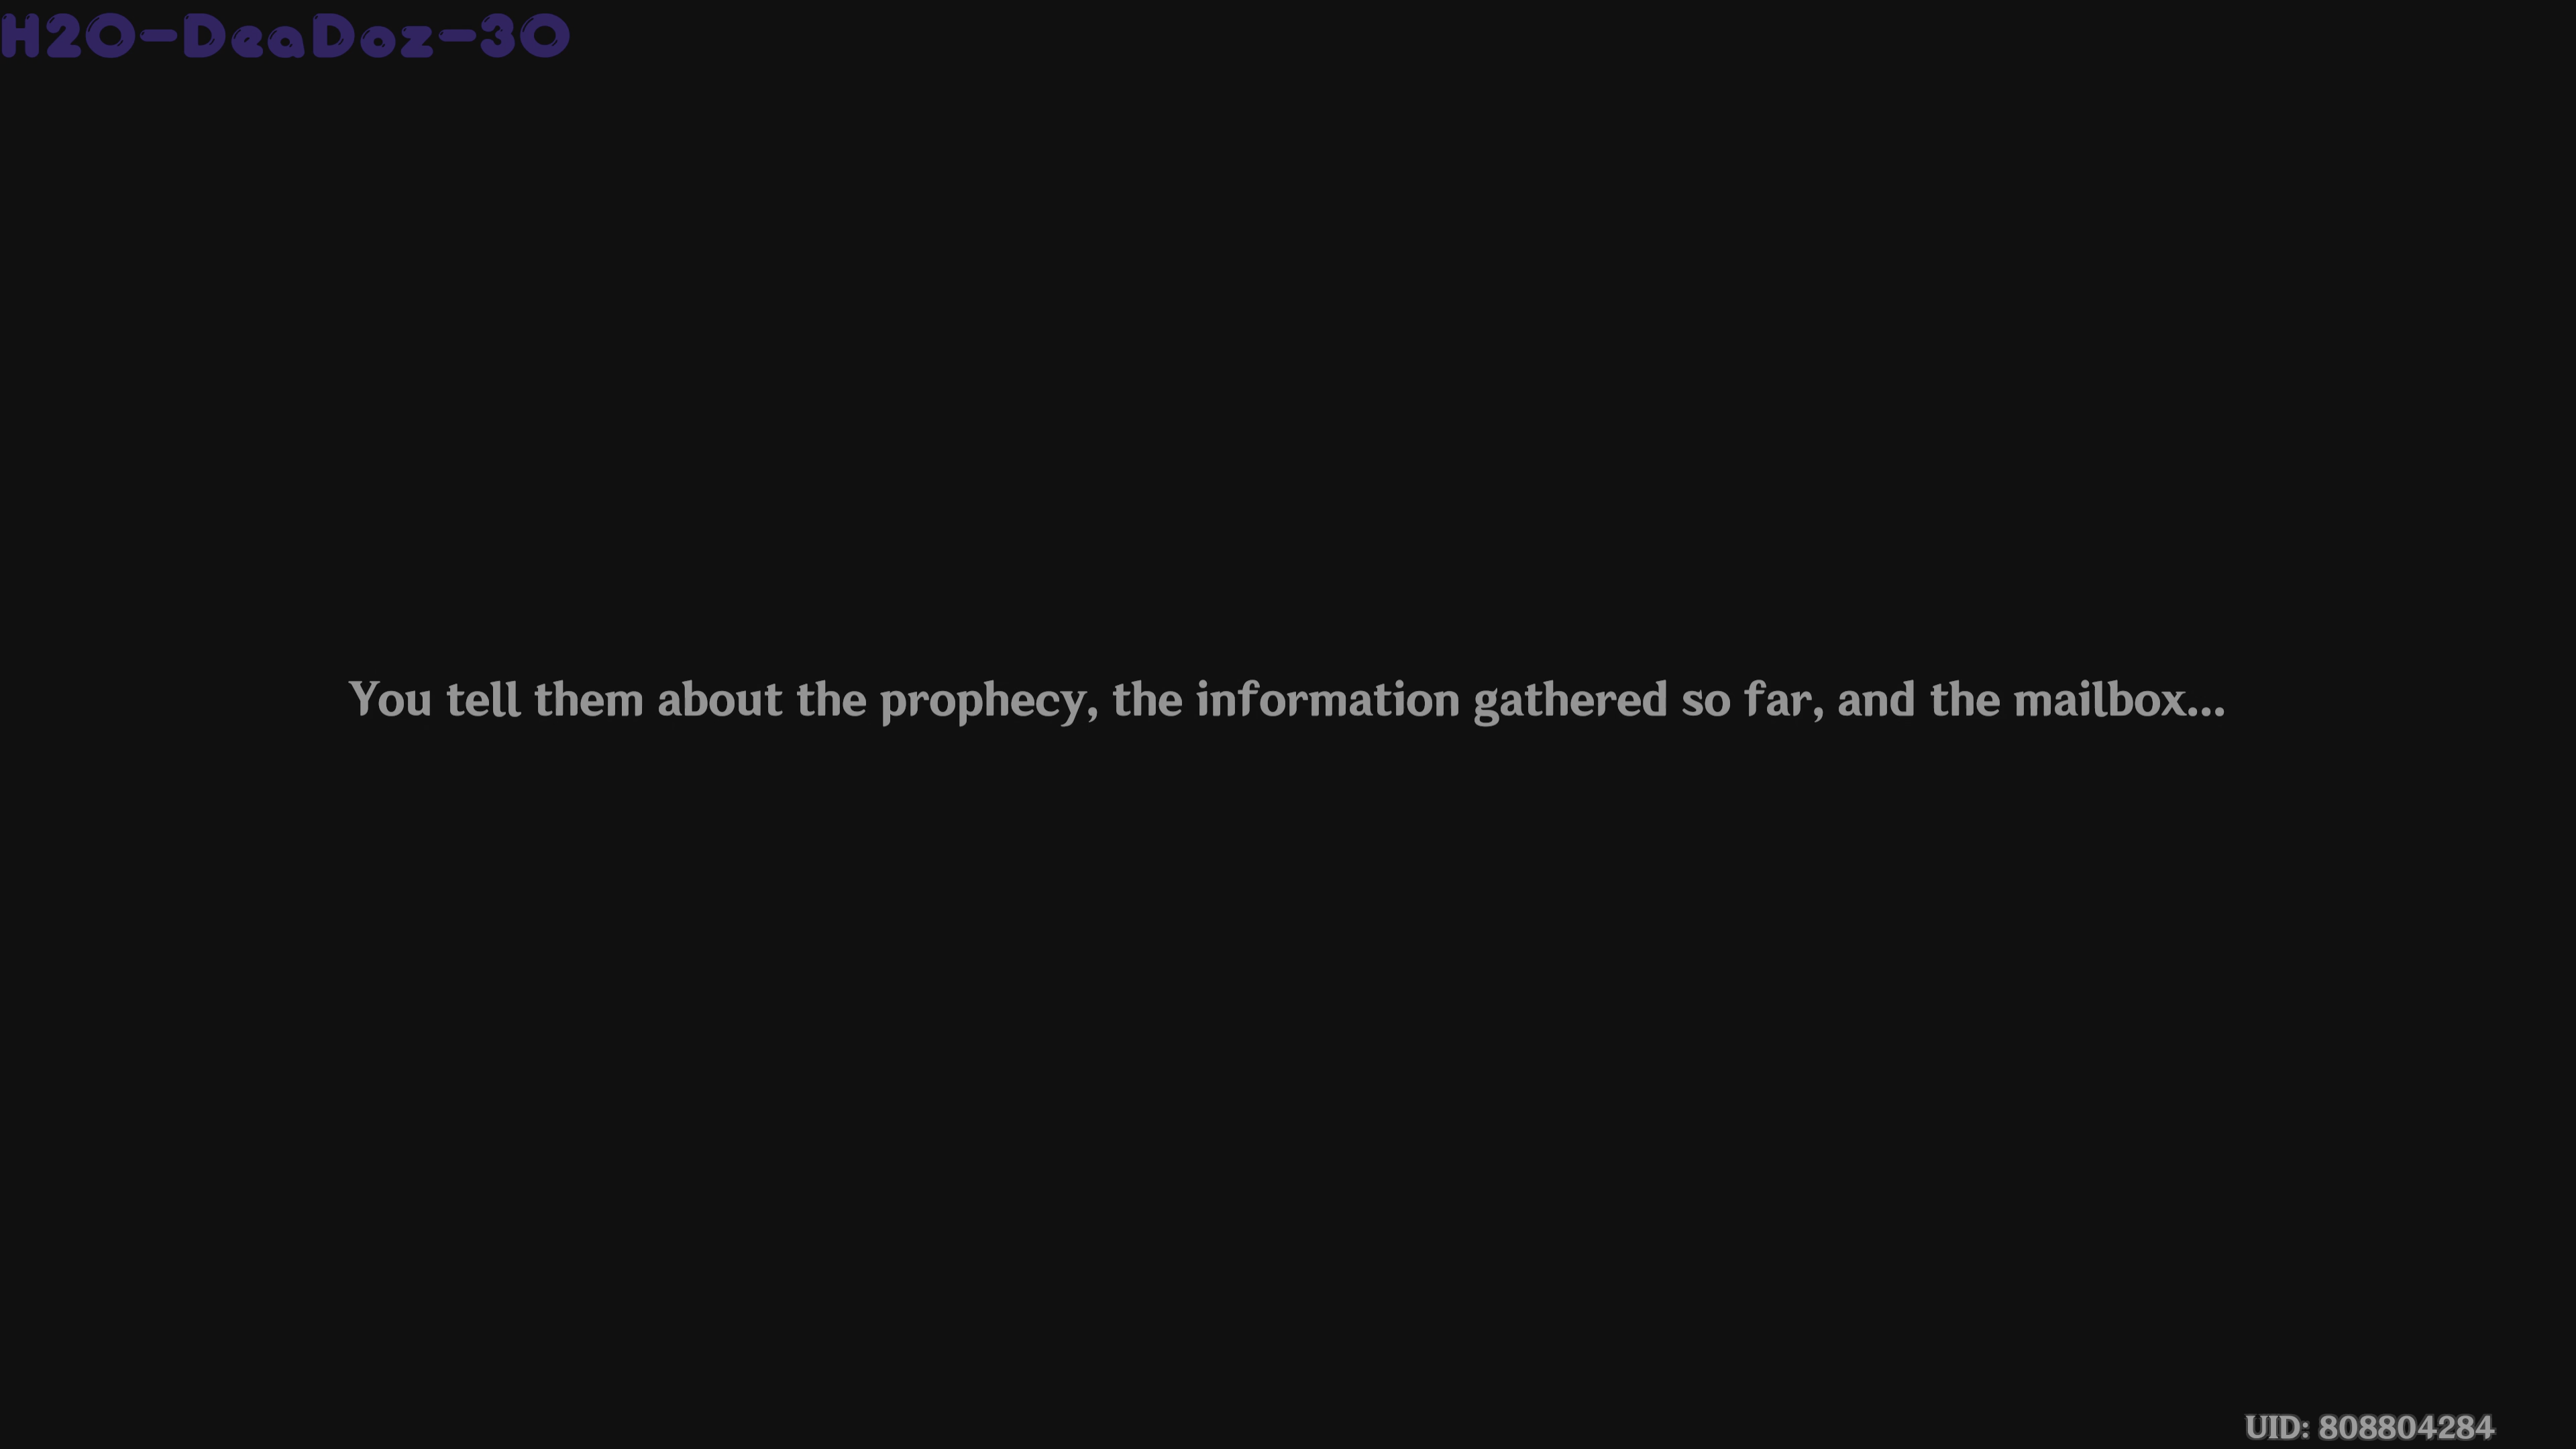 H2O-DeaDoz-30
You tell them about the prophecy, the information gathered so far, and the mailbox...
UID: 808804284